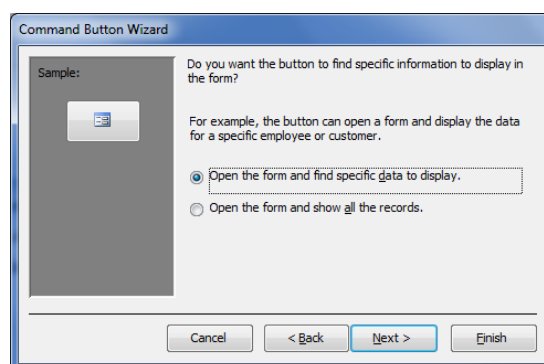 Command Button Wizard
Sample:
Do you want the button to find specific information to display in
the form?
For example, the button can open a form and display the data
for a specific employee or customer.
Open the form and find specific data to display.
Open the form and show all the records.
Cancel
< Back
Next >
Finish